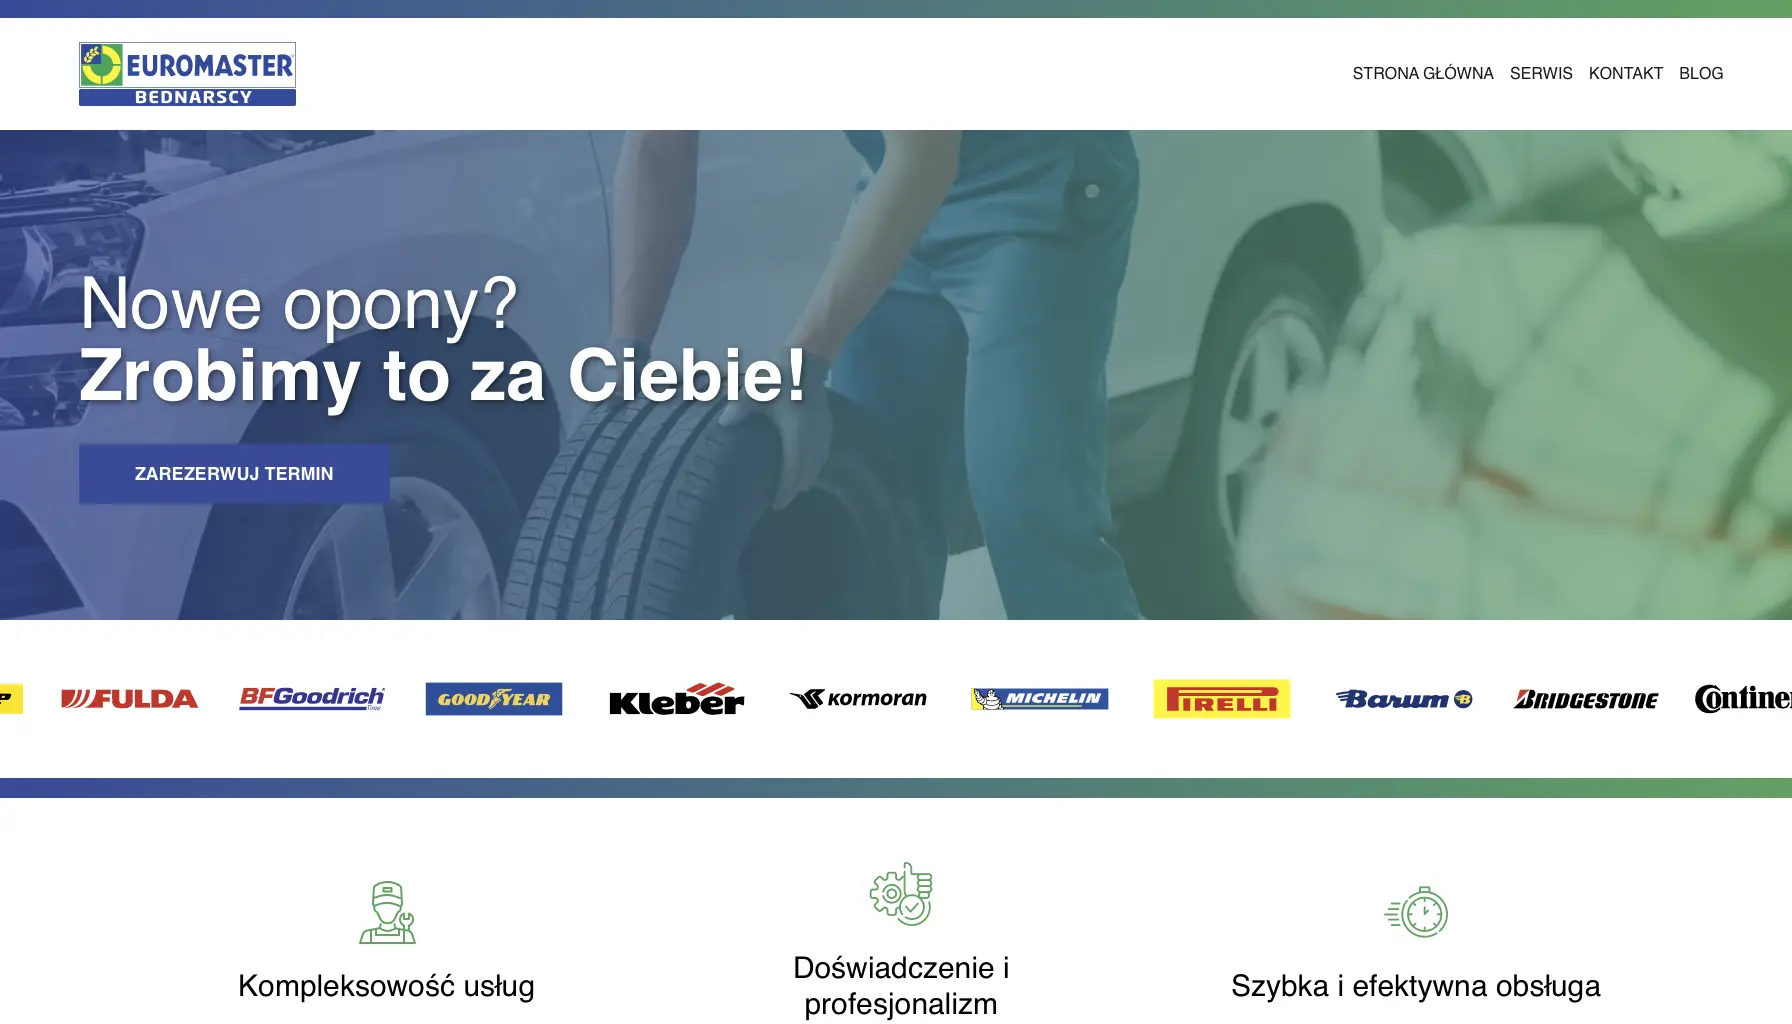 EUROMASTER
BEDNARSCY
STRONA GŁÓWNA SERWIS KONTAKT BLOG
Nowe opony?
Zrobimy to za Ciebie!
ZAREZERWUJ TERMIN
P FULDA BFGoodrich Tires GOODYEAR Kleber kormoran MICHELIN PIRELLI Barum B BRIDGESTONE Contine
Kompleksowość usług
Doświadczenie i
profesjonalizm
Szybka i efektywna obsługa